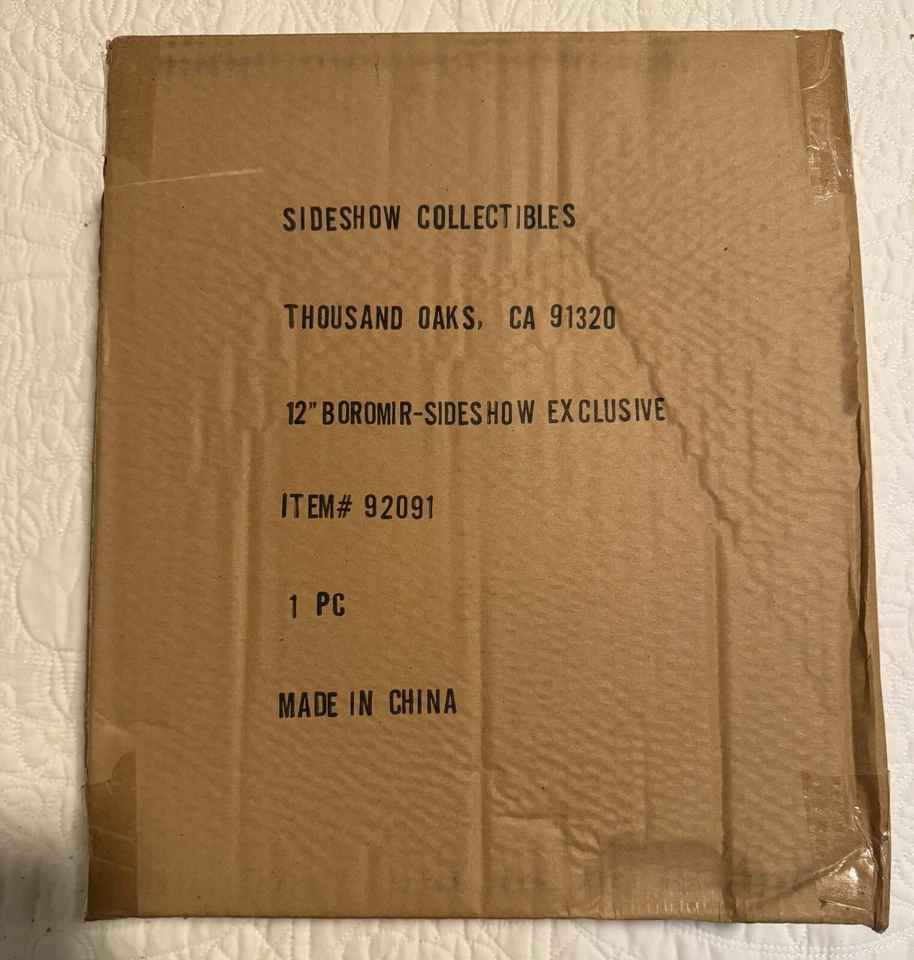 SIDESHOW COLLECTIBLES
THOUSAND OAKS, CA 91320
12" BOROMIR-SIDESHOW EXCLUSIVE
ITEM# 92091
1 PC
MADE IN CHINA